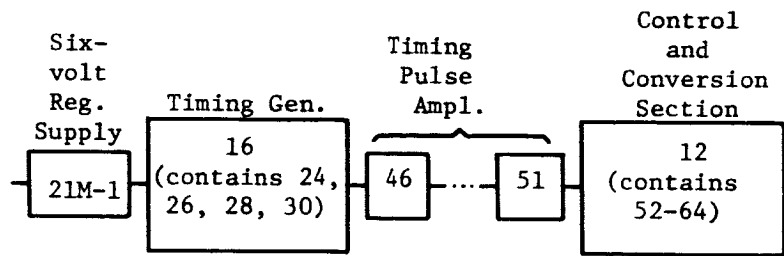 Six-
volt
Reg.
Supply
21M-1
Timing Gen.
16
(contains 24,
26, 28, 30)
Timing
Pulse
Ampl.
46
....
51
Control
and
Conversion
Section
12
(contains
52-64)